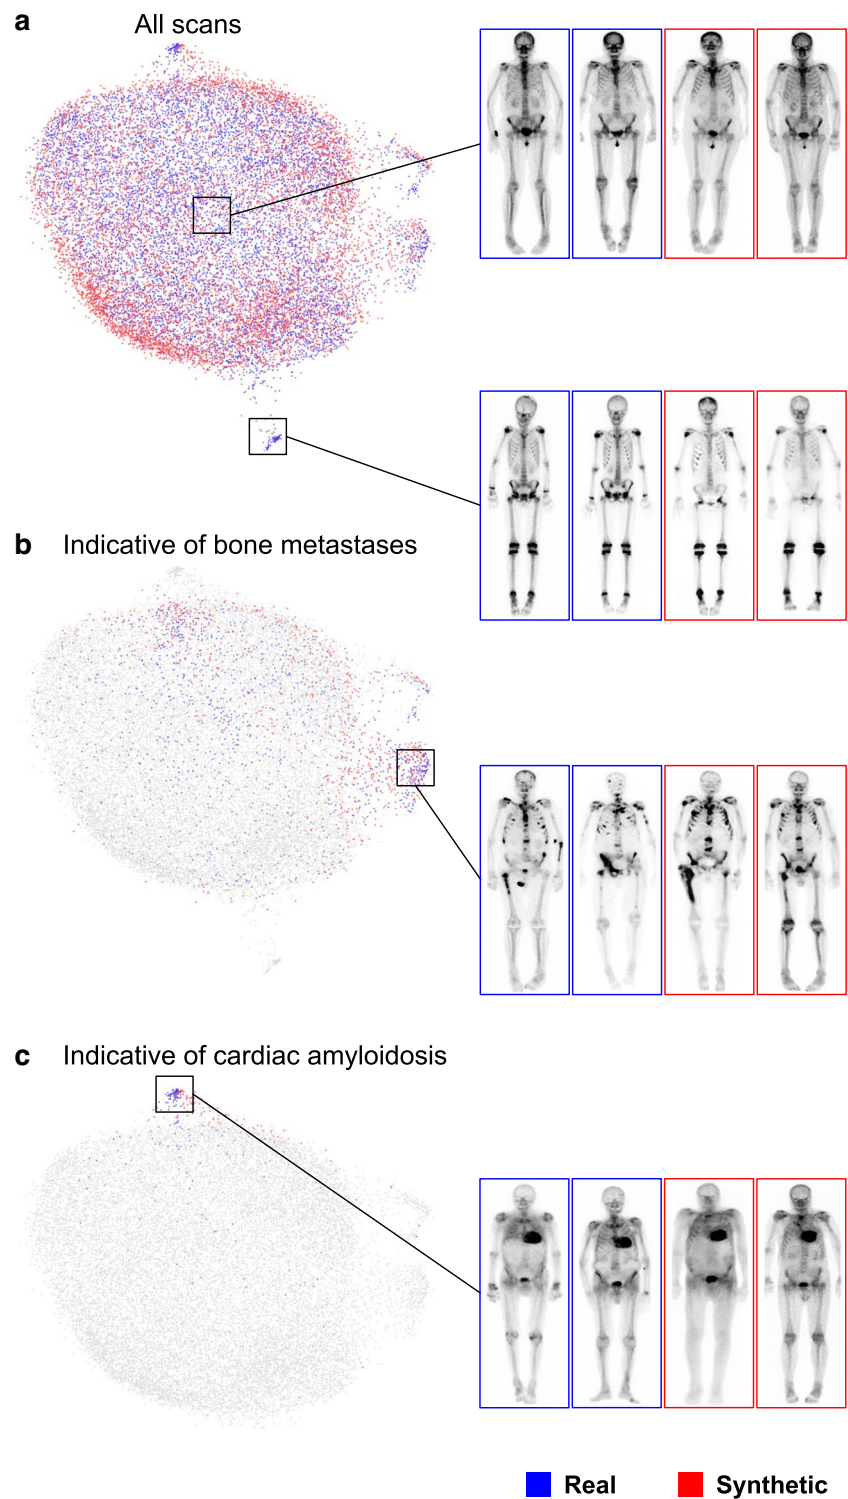 a All scans
b Indicative of bone metastases
c Indicative of cardiac amyloidosis
Real Synthetic